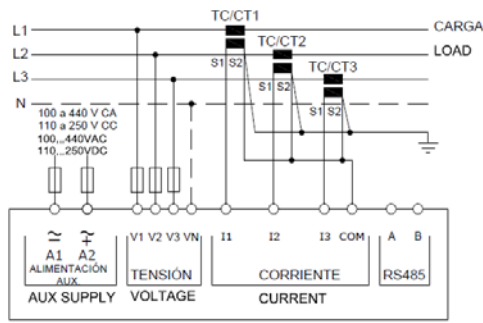 TC/CT1
L1
CARGA
L2
TC/CT2
LOAD
S1 S2
L3
TC/CT3
S1 S2
N
S1 S2
100 a 440 V CA
110 a 250 V CC
100,..440VAC
110,..250VDC
A1 A2
V1 V2 V3 VN
I1
I2
I3 COM
A B
ALIMENTACIÓN
AUX.
TENSIÓN
CORRIENTE
RS485
AUX SUPPLY
VOLTAGE
CURRENT